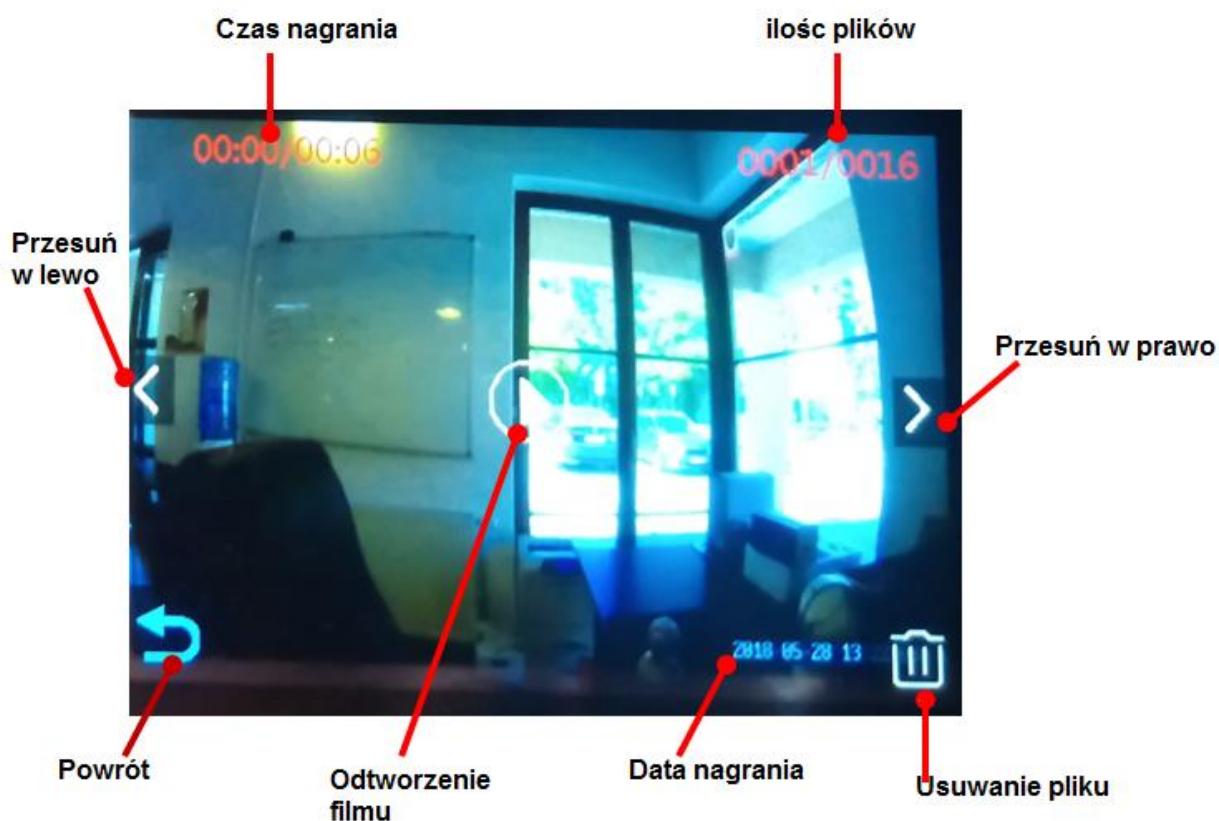 Czas nagrania
ilośc plików
00:00/00:06
0001/0016
Przesuń
w lewo
Przesuń w prawo
2018 05 28 13
Powrót
Odtworzenie
filmu
Data nagrania
Usuwanie pliku